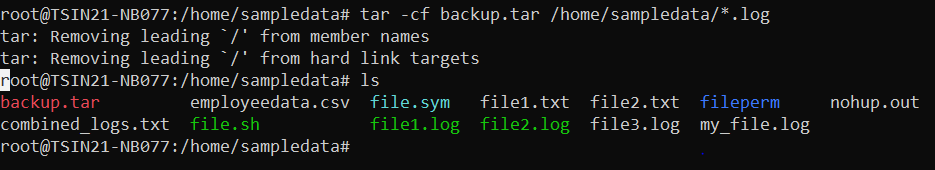 root@TSIN21-NB077:/home/sampledata# tar -cf backup.tar /home/sampledata/*.log
tar: Removing leading `/' from member names
tar: Removing leading `/' from hard link targets
root@TSIN21-NB077:/home/sampledata# ls
backup.tar         employeedata.csv  file.sym   file1.txt  file2.txt  fileperm     nohup.out
combined_logs.txt  file.sh           file1.log  file2.log  file3.log  my_file.log
root@TSIN21-NB077:/home/sampledata#